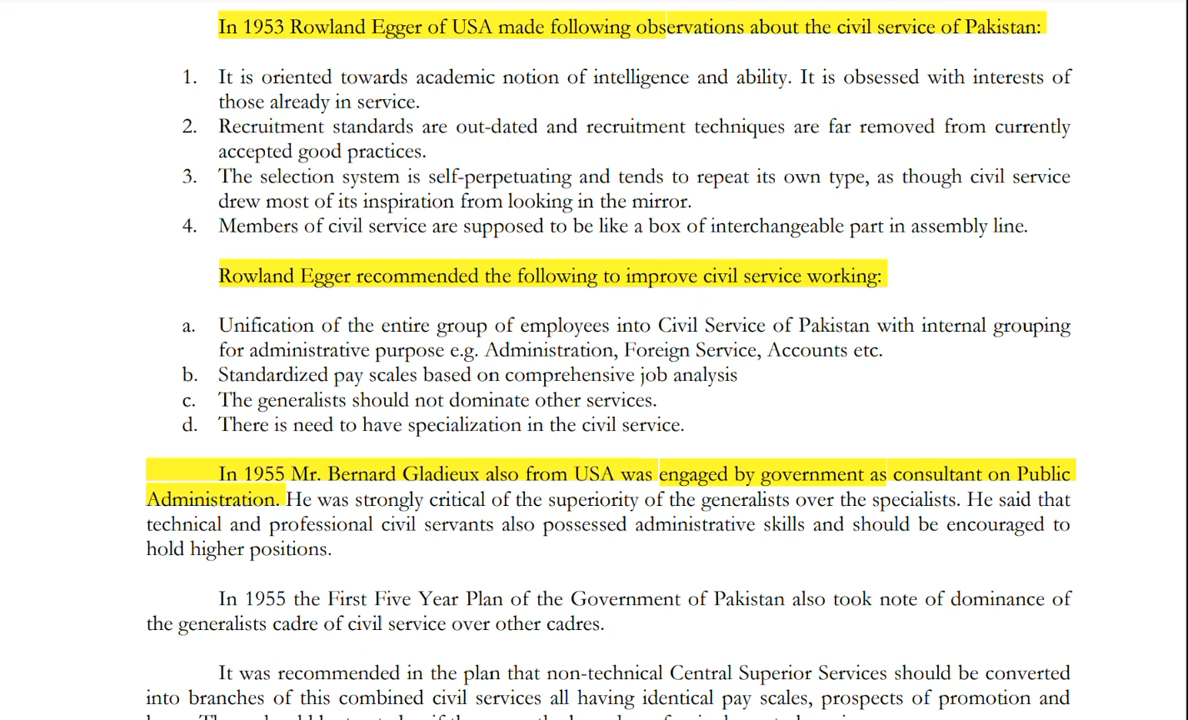 In 1953 Rowland Egger of USA made following observations about the civil service of Pakistan:
1. It is oriented towards academic notion of intelligence and ability. It is obsessed with interests of
those already in service.
2. Recruitment standards are out-dated and recruitment techniques are far removed from currently
accepted good practices.
3. The selection system is self-perpetuating and tends to repeat its own type, as though civil service
drew most of its inspiration from looking in the mirror.
4. Members of civil service are supposed to be like a box of interchangeable part in assembly line.
Rowland Egger recommended the following to improve civil service working:
a. Unification of the entire group of employees into Civil Service of Pakistan with internal grouping
for administrative purpose e.g. Administration, Foreign Service, Accounts etc.
b. Standardized pay scales based on comprehensive job analysis
c. The generalists should not dominate other services.
d. There is need to have specialization in the civil service.
In 1955 Mr. Bernard Gladieux also from USA was engaged by government as consultant on Public
Administration. He was strongly critical of the superiority of the generalists over the specialists. He said that
technical and professional civil servants also possessed administrative skills and should be encouraged to
hold higher positions.
In 1955 the First Five Year Plan of the Government of Pakistan also took note of dominance of
the generalists cadre of civil service over other cadres.
It was recommended in the plan that non-technical Central Superior Services should be converted
into branches of this combined civil services all having identical pay scales, prospects of promotion and